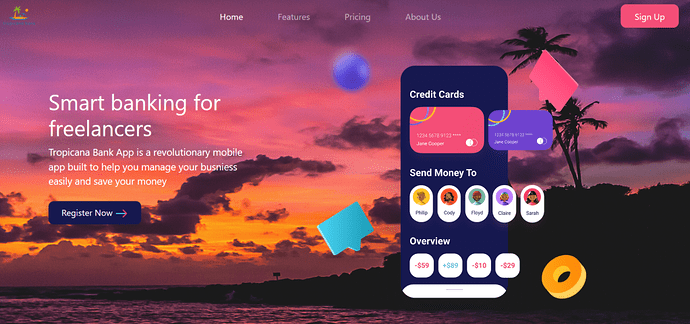 Home Features Pricing About Us Sign Up
Smart banking for
freelancers
Tropicana Bank App is a revolutionary mobile
app built to help you manage your busniess
easily and save your money
Register Now
Credit Cards
1234 5678 9122 ****
Jane Cooper
1234 5678 9122 ****
Jane Cooper
Send Money To
Philip Cody Floyd Claire Sarah
Overview
-$59 +$89 -$10 -$29